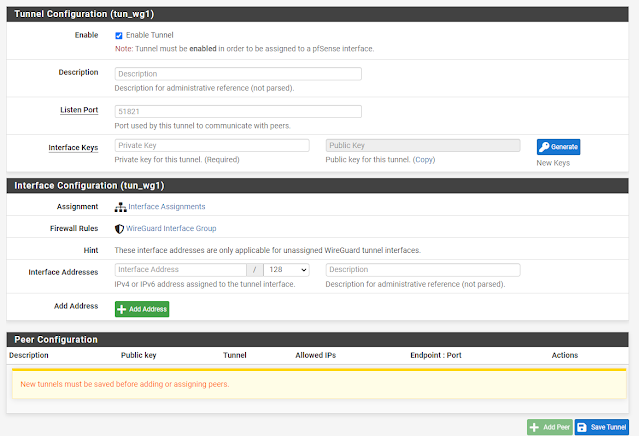 Tunnel Configuration (tun_wg1)
Enable Enable Tunnel
Note: Tunnel must be enabled in order to be assigned to a pfSense interface.
Description Description
Description for administrative reference (not parsed).
Listen Port 51821
Port used by this tunnel to communicate with peers.
Interface Keys Private Key Public Key Generate
Private key for this tunnel. (Required) Public key for this tunnel. (Copy) New Keys
Interface Configuration (tun_wg1)
Assignment Interface Assignments
Firewall Rules WireGuard Interface Group
Hint These interface addresses are only applicable for unassigned WireGuard tunnel interfaces.
Interface Addresses Interface Address / 128 Description
IPv4 or IPv6 address assigned to the tunnel interface. Description for administrative reference (not parsed).
Add Address Add Address
Peer Configuration
Description Public key Tunnel Allowed IPs Endpoint : Port Actions
New tunnels must be saved before adding or assigning peers.
Add Peer Save Tunnel